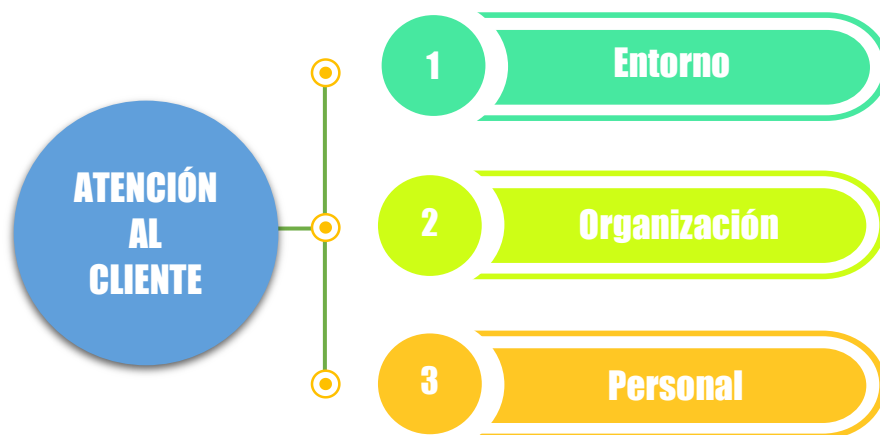 ATENCIÓN
AL
CLIENTE
1
Entorno
2
Organización
3
Personal